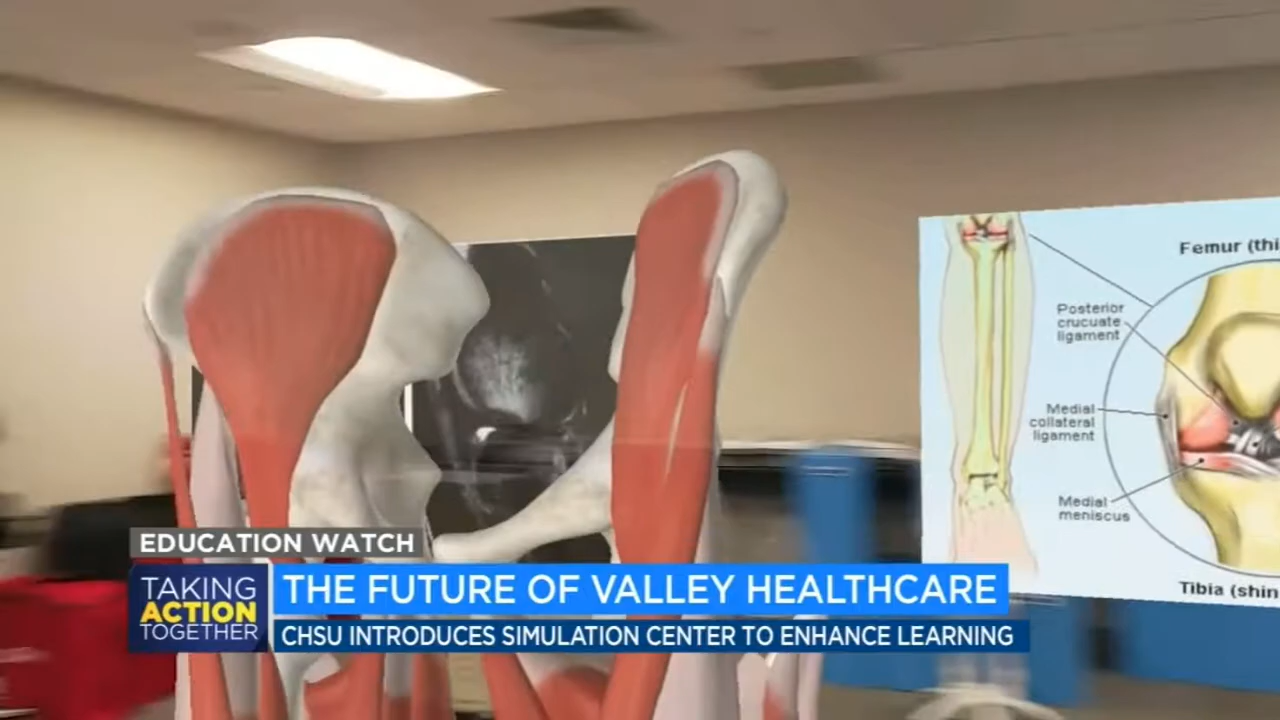 Femur (thi
Posterior
crucuate
ligament
Medial
collateral
ligament
Medial
meniscus
Tibia (shin
EDUCATION WATCH
TAKING
ACTION
TOGETHER
THE FUTURE OF VALLEY HEALTHCARE
CHSU INTRODUCES SIMULATION CENTER TO ENHANCE LEARNING